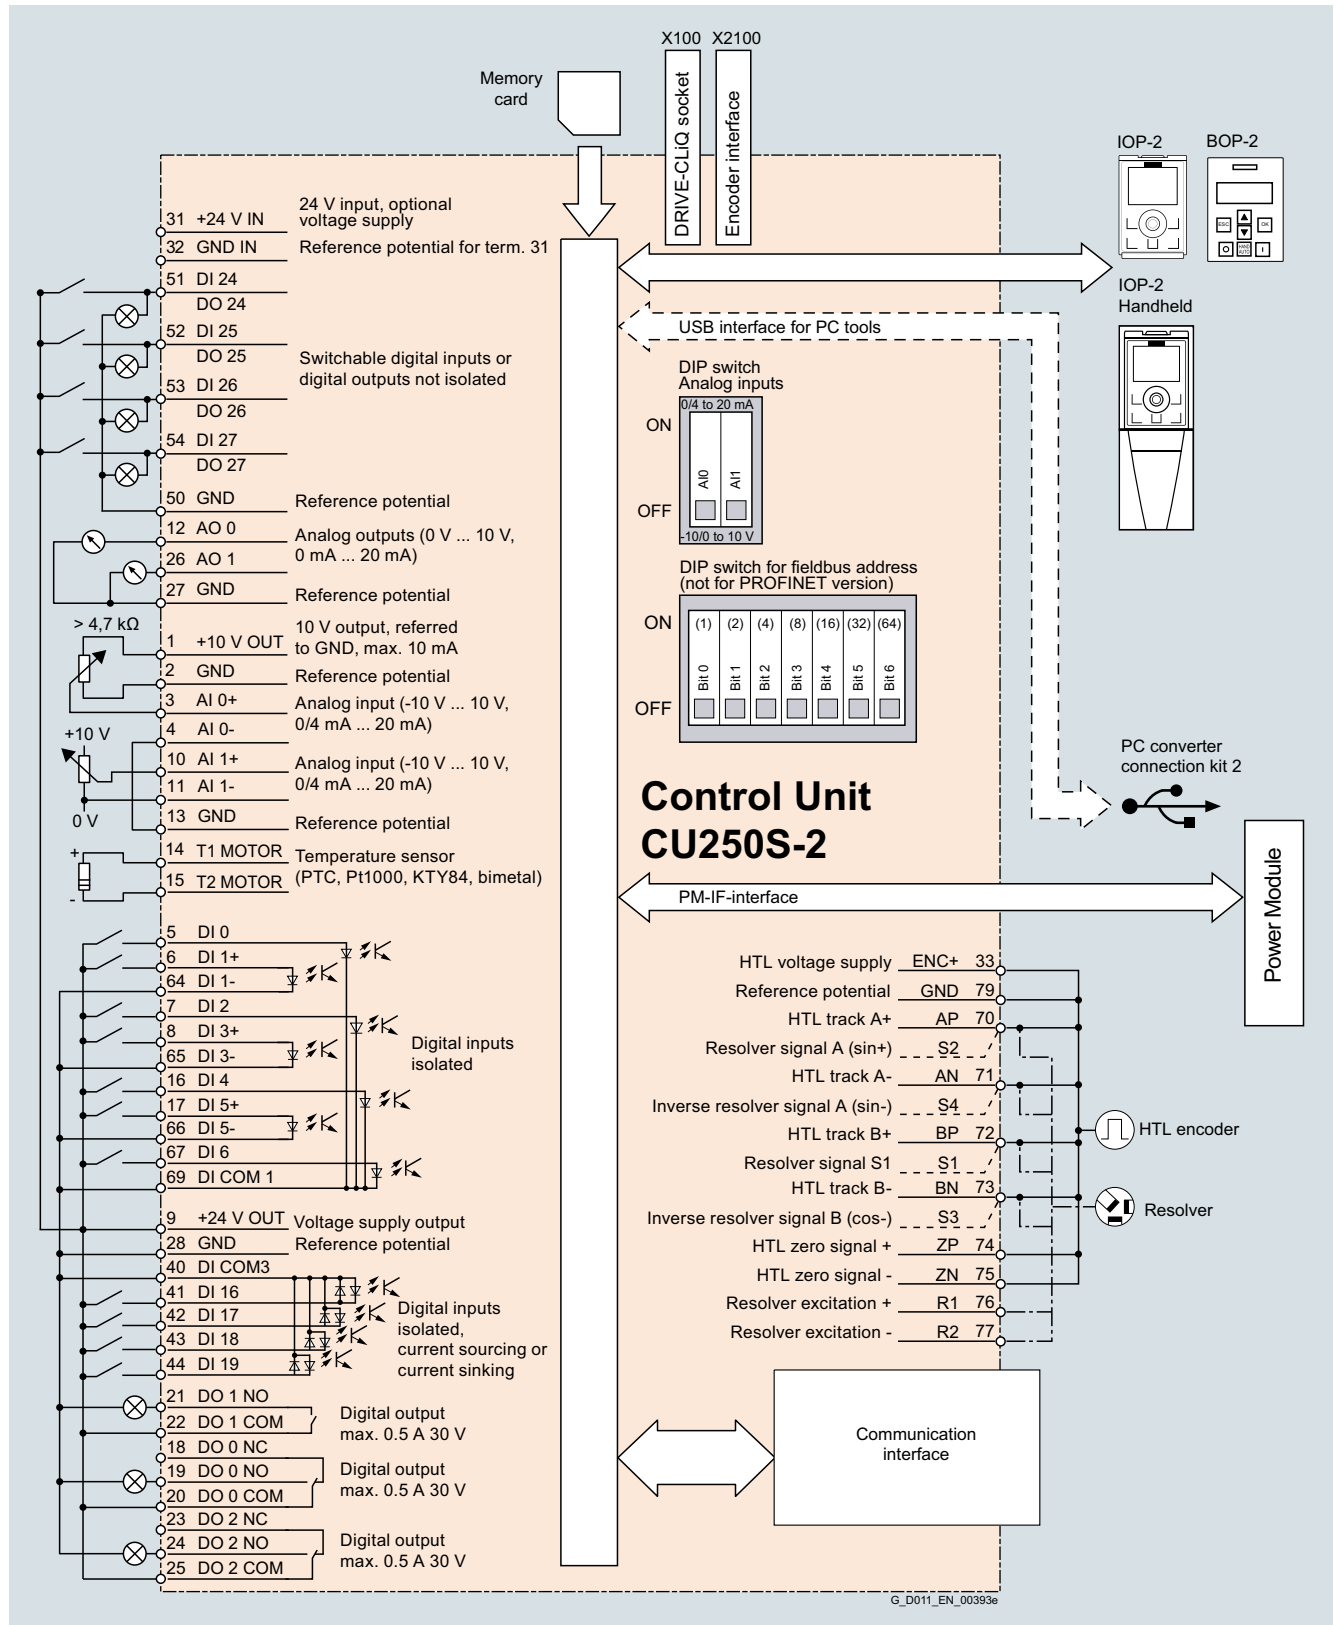 X100 X2100
DRIVE-CLiQ socket
Encoder interface
Memory
card
IOP-2 BOP-2
ESC
OK
HAND
AUTO
IOP-2
Handheld
31 +24 V IN
24 V input, optional
voltage supply
32 GND IN Reference potential for term. 31
51 DI 24
DO 24
52 DI 25
DO 25
53 DI 26
DO 26
54 DI 27
DO 27
Switchable digital inputs or
digital outputs not isolated
50 GND Reference potential
12 AO 0
26 AO 1
Analog outputs (0 V ... 10 V,
0 mA ... 20 mA)
27 GND Reference potential
> 4,7 kΩ
1 +10 V OUT
10 V output, referred
to GND, max. 10 mA
2 GND Reference potential
3 AI 0+
4 AI 0-
Analog input (-10 V ... 10 V,
0/4 mA ... 20 mA)
+10 V
0 V
10 AI 1+
11 AI 1-
Analog input (-10 V ... 10 V,
0/4 mA ... 20 mA)
13 GND Reference potential
+
-
14 T1 MOTOR
15 T2 MOTOR
Temperature sensor
(PTC, Pt1000, KTY84, bimetal)
5 DI 0
6 DI 1+
64 DI 1-
7 DI 2
8 DI 3+
65 DI 3-
16 DI 4
17 DI 5+
66 DI 5-
67 DI 6
69 DI COM 1
Digital inputs
isolated
9 +24 V OUT Voltage supply output
28 GND Reference potential
40 DI COM3
41 DI 16
42 DI 17
43 DI 18
44 DI 19
Digital inputs
isolated,
current sourcing or
current sinking
21 DO 1 NO
22 DO 1 COM
Digital output
max. 0.5 A 30 V
18 DO 0 NC
19 DO 0 NO
20 DO 0 COM
Digital output
max. 0.5 A 30 V
23 DO 2 NC
24 DO 2 NO
25 DO 2 COM
Digital output
max. 0.5 A 30 V
USB interface for PC tools
DIP switch
Analog inputs
0/4 to 20 mA
ON
OFF
AI0
AI1
-10/0 to 10 V
DIP switch for fieldbus address
(not for PROFINET version)
ON
OFF
(1) (2) (4) (8) (16) (32) (64)
Bit 0 Bit 1 Bit 2 Bit 3 Bit 4 Bit 5 Bit 6
PC converter
connection kit 2
Control Unit
CU250S-2
PM-IF-interface
Power Module
HTL voltage supply ENC+ 33
Reference potential GND 79
HTL track A+ AP 70
Resolver signal A (sin+) S2
HTL track A- AN 71
Inverse resolver signal A (sin-) S4
HTL track B+ BP 72
Resolver signal S1 S1
HTL track B- BN 73
Inverse resolver signal B (cos-) S3
HTL zero signal + ZP 74
HTL zero signal - ZN 75
Resolver excitation + R1 76
Resolver excitation - R2 77
HTL encoder
Resolver
Communication
interface
G_D011_EN_00393e